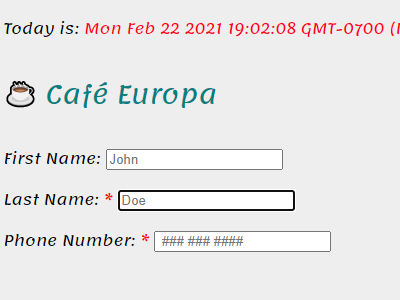 Today is: Mon Feb 22 2021 19:02:08 GMT-0700
Café Europa
First Name: John
Last Name: * Doe
Phone Number: * ### ### ####